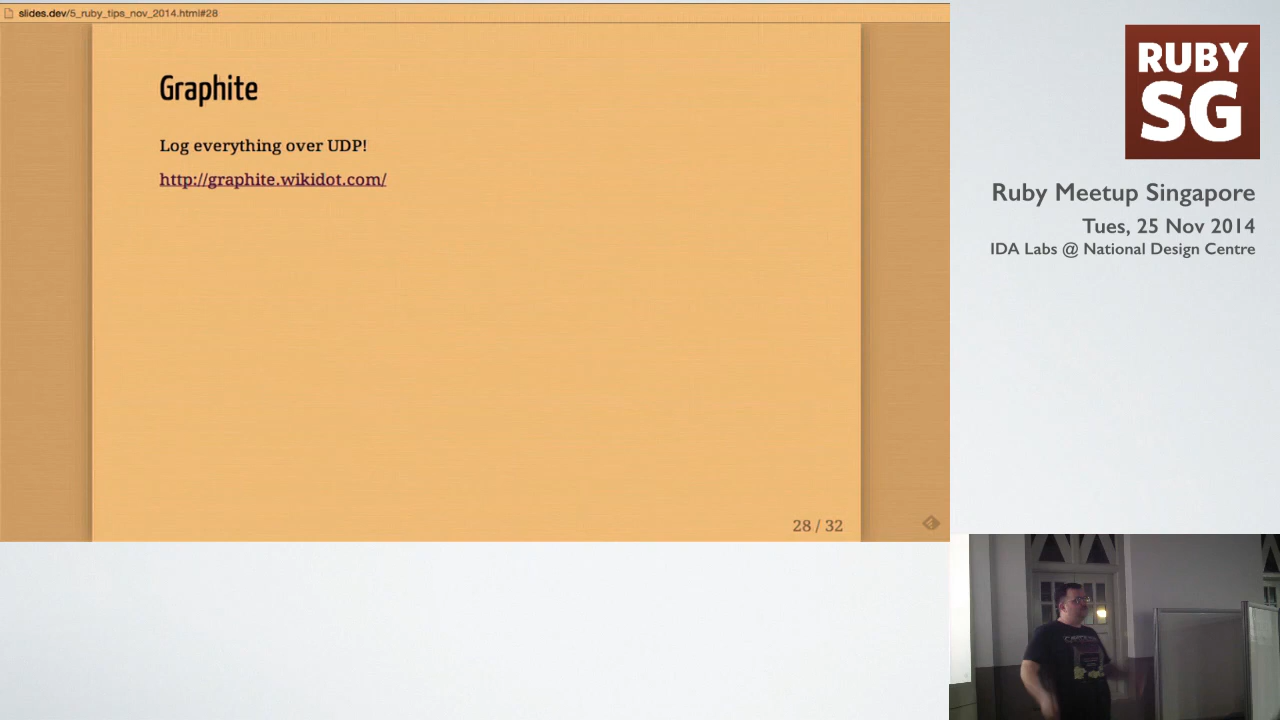 slides.dev/5_ruby_tips_nov_2014.html#28
Graphite
Log everything over UDP!
http://graphite.wikidot.com/
28 / 32
RUBY
SG
Ruby Meetup Singapore
Tues, 25 Nov 2014
IDA Labs @ National Design Centre